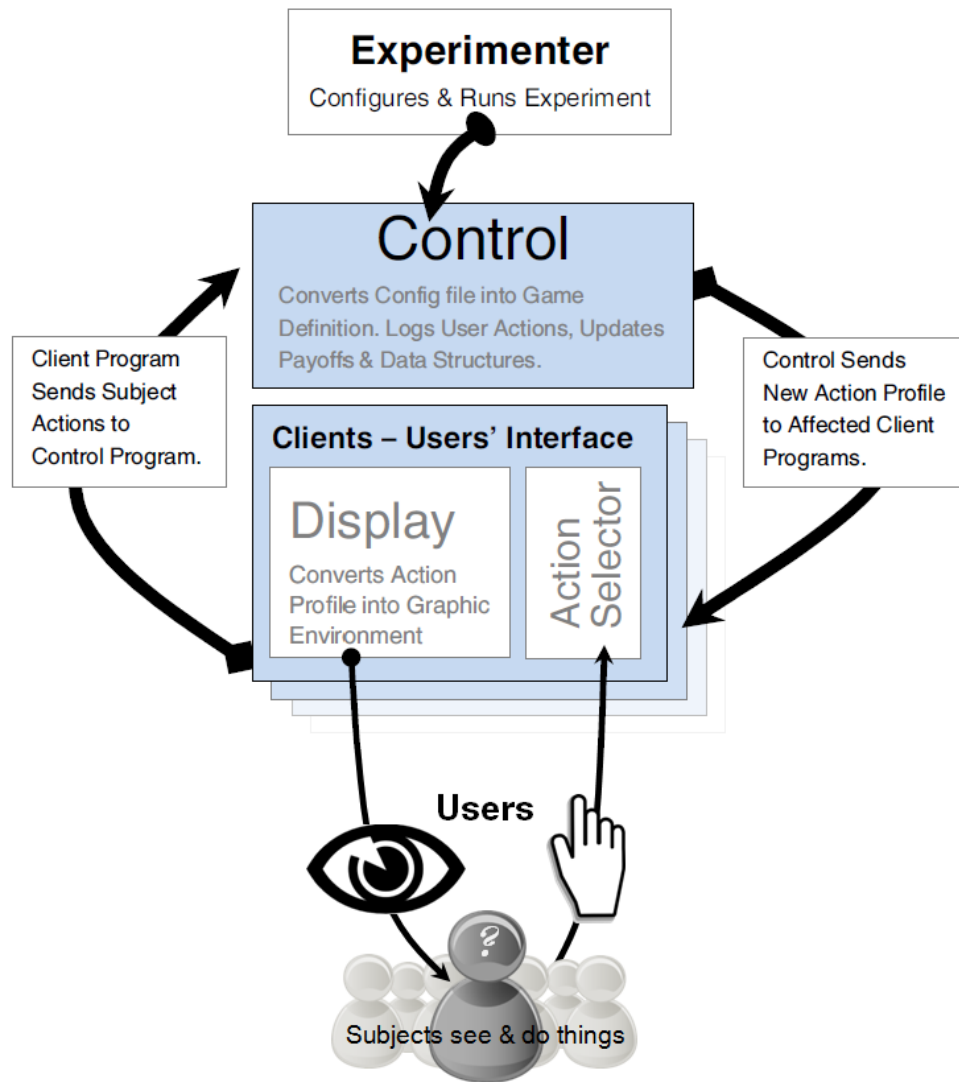 Experimenter
Configures & Runs Experiment
Control
Converts Config file into Game
Definition. Logs User Actions, Updates
Payoffs & Data Structures.
Client Program
Sends Subject
Actions to
Control Program.
Control Sends
New Action Profile
to Affected Client
Programs.
Clients – Users’ Interface
Display
Converts Action
Profile into Graphic
Environment
Action
Selector
Users
?
Subjects see & do things